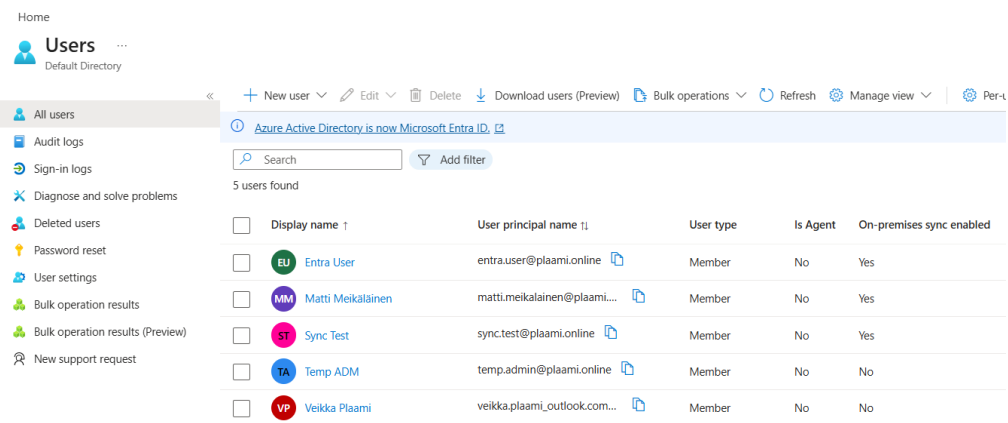 Home
Users ...
Default Directory
«
New user Edit Delete Download users (Preview) Bulk operations Refresh Manage view Per-u
All users
Audit logs
Sign-in logs
Diagnose and solve problems
Deleted users
Password reset
User settings
Bulk operation results
Bulk operation results (Preview)
New support request
Azure Active Directory is now Microsoft Entra ID.
Search Add filter
5 users found
Display name ↑ User principal name ↑↓ User type Is Agent On-premises sync enabled
EU Entra User entra.user@plaami.online Member No Yes
MM Matti Meikäläinen matti.meikalainen@plaami.... Member No Yes
ST Sync Test sync.test@plaami.online Member No Yes
TA Temp ADM temp.admin@plaami.online Member No No
VP Veikka Plaami veikka.plaami_outlook.com... Member No No